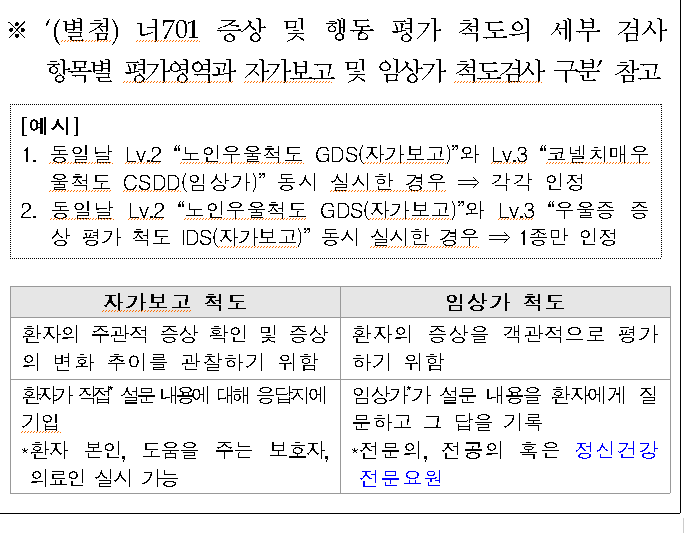 ※ ‘(별첨) 너701 증상 및 행동 평가 척도의 세부 검사
항목별 평가영역과 자가보고 및 임상가 척도검사 구분’ 참고
[예시]
1. 동일날 Lv.2 “노인우울척도 GDS(자가보고)”와 Lv.3 “코넬치매우
울척도 CSDD(임상가)” 동시 실시한 경우 ⇒ 각각 인정
2. 동일날 Lv.2 “노인우울척도 GDS(자가보고)”와 Lv.3 “우울증 증
상 평가 척도 IDS(자가보고)” 동시 실시한 경우 ⇒ 1종만 인정
자가보고 척도
임상가 척도
환자의 주관적 증상 확인 및 증상
의 변화 추이를 관찰하기 위함
환자의 증상을 객관적으로 평가
하기 위함
환자가 직접* 설문 내용에 대해 응답지에
기입
*환자 본인, 도움을 주는 보호자,
의료인 실시 가능
임상가*가 설문 내용을 환자에게 질
문하고 그 답을 기록
*전문의, 전공의 혹은 정신건강
전문요원